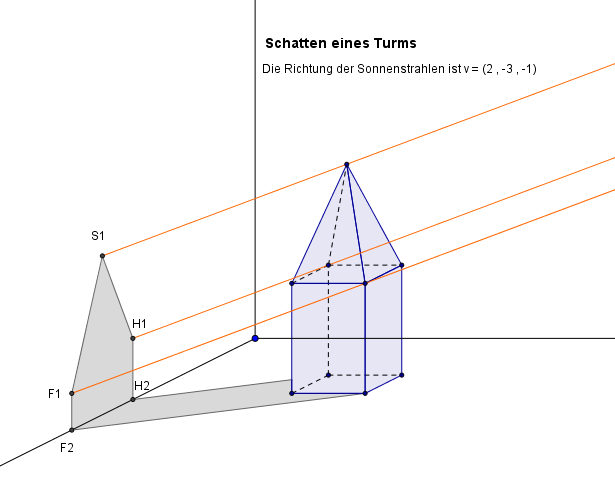 Schatten eines Turms
Die Richtung der Sonnenstrahlen ist v = (2 , -3 , -1)
S1
H1
H2
F1
F2